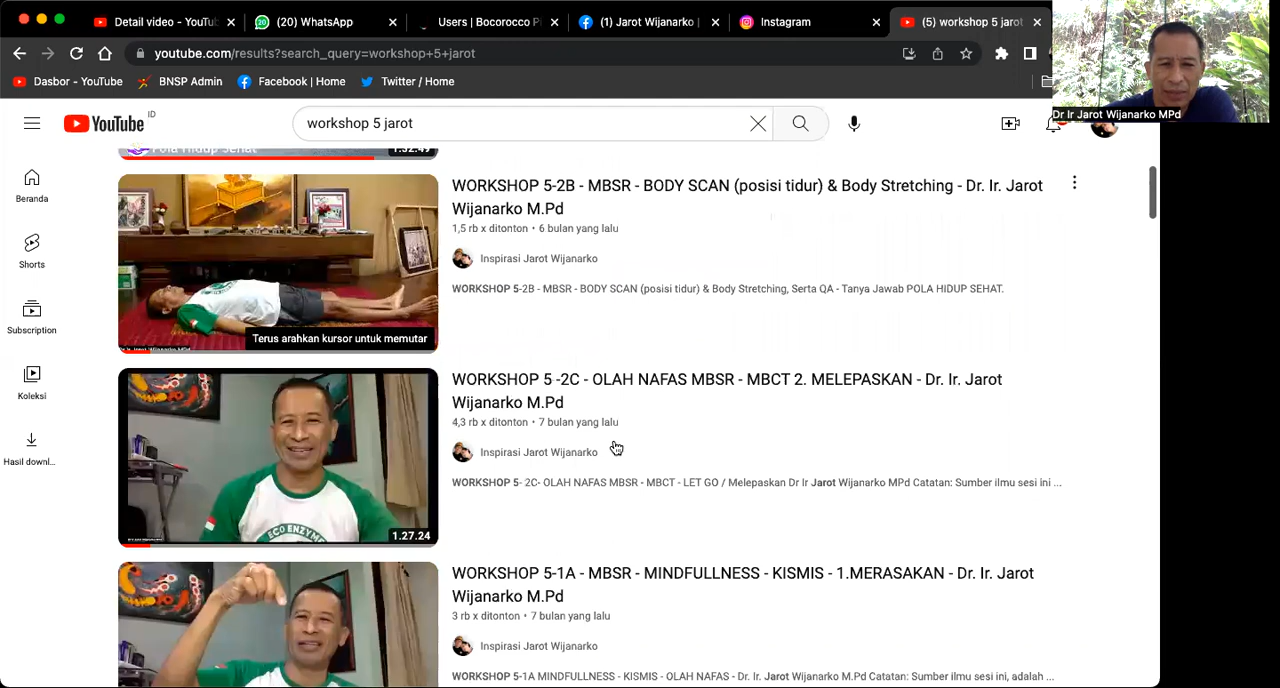 Detail video - YouTu
(20) WhatsApp
Users | Bocorocco Pi
(1) Jarot Wijanarko |
Instagram
(5) workshop 5 jarot
youtube.com/results?search_query=workshop+5+jarot
Dasbor - YouTube
BNSP Admin
Facebook | Home
Twitter / Home
Dr Ir Jarot Wijanarko MPd
YouTube ID
workshop 5 jarot
Beranda
Shorts
Subscription
Koleksi
Hasil downl...
Pola Hidup Sehat
1.32.49
WORKSHOP 5-2B - MBSR - BODY SCAN (posisi tidur) & Body Stretching - Dr. Ir. Jarot
Wijanarko M.Pd
1,5 rb x ditonton • 6 bulan yang lalu
Inspirasi Jarot Wijanarko
WORKSHOP 5-2B - MBSR - BODY SCAN (posisi tidur) & Body Stretching, Serta QA - Tanya Jawab POLA HIDUP SEHAT.
Terus arahkan kursor untuk memutar
WORKSHOP 5 -2C - OLAH NAFAS MBSR - MBCT 2. MELEPASKAN - Dr. Ir. Jarot
Wijanarko M.Pd
4,3 rb x ditonton • 7 bulan yang lalu
Inspirasi Jarot Wijanarko
WORKSHOP 5- 2C- OLAH NAFAS MBSR - MBCT - LET GO / Melepaskan Dr Ir Jarot Wijanarko MPd Catatan: Sumber ilmu sesi ini ...
ECO ENZYME
1.27.24
WORKSHOP 5-1A - MBSR - MINDFULLNESS - KISMIS - 1.MERASAKAN - Dr. Ir. Jarot
Wijanarko M.Pd
3 rb x ditonton • 7 bulan yang lalu
Inspirasi Jarot Wijanarko
WORKSHOP 5-1A MINDFULLNESS - KISMIS - OLAH NAFAS - Dr. Ir. Jarot Wijanarko M.Pd Catatan: Sumber ilmu sesi ini, adalah ...